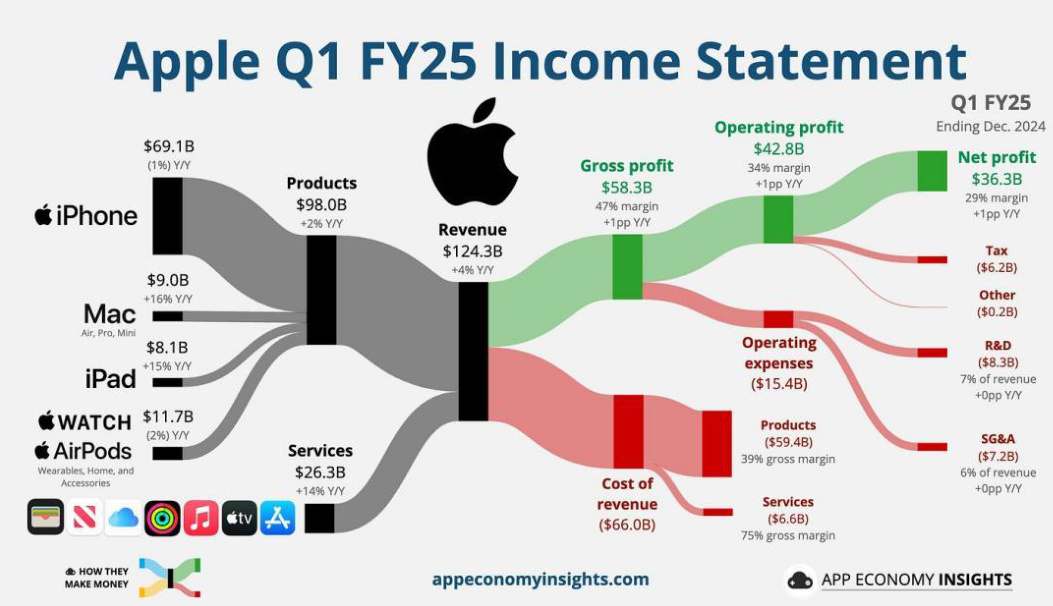 Apple Q1 FY25 Income Statement
Q1 FY25
Ending Dec. 2024
$69.1B
(1%) Y/Y
iPhone
$9.0B
+16% Y/Y
Mac
Air, Pro, Mini
$8.1B
+15% Y/Y
iPad
WATCH
AirPods
$11.7B
(2%) Y/Y
Wearables, Home, and
Accessories
Products
$98.0B
+2% Y/Y
Services
$26.3B
+14% Y/Y
tv
Revenue
$124.3B
+4% Y/Y
Gross profit
$58.3B
47% margin
+1pp Y/Y
Operating profit
$42.8B
34% margin
+1pp Y/Y
Net profit
$36.3B
29% margin
+1pp Y/Y
Tax
($6.2B)
Other
($0.2B)
Operating
expenses
($15.4B)
R&D
($8.3B)
7% of revenue
+0pp Y/Y
SG&A
($7.2B)
6% of revenue
+0pp Y/Y
Cost of
revenue
($66.0B)
Products
($59.4B)
39% gross margin
Services
($6.6B)
75% gross margin
HOW THEY
MAKE MONEY
appeconomyinsights.com
APP ECONOMY INSIGHTS